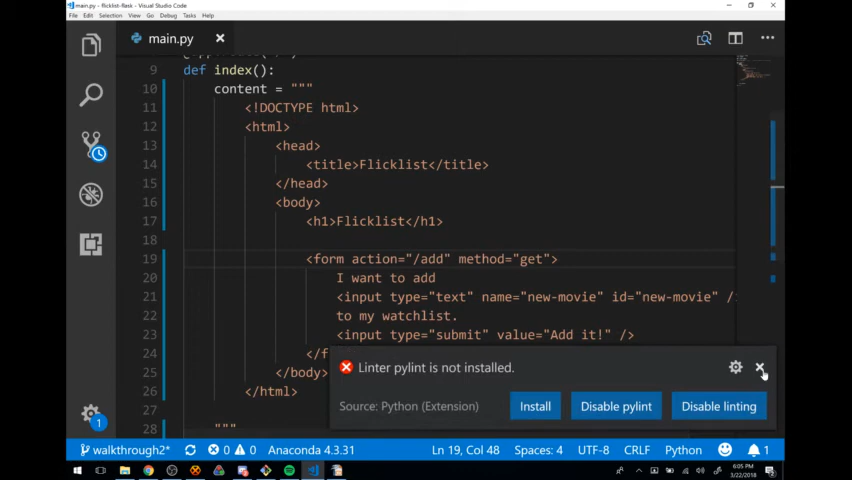 main.py - flicklist-flask - Visual Studio Code
File Edit Selection View Go Debug Tasks Help
main.py
9 def index():
10 content = """
11 <!DOCTYPE html>
12 <html>
13 <head>
14 <title>Flicklist</title>
15 </head>
16 <body>
17 <h1>Flicklist</h1>
18
19 <form action="/add" method="get">
20 I want to add
21 <input type="text" name="new-movie" id="new-movie" />
22 to my watchlist.
23 <input type="submit" value="Add it!" />
24 </f
25 </body>
26 </html>
27
28 """
Linter pylint is not installed.
Source: Python (Extension)
Install
Disable pylint
Disable linting
1
walkthrough2* 0 0 Anaconda 4.3.31 Ln 19, Col 48 Spaces: 4 UTF-8 CRLF Python 1
6:05 PM
3/22/2018